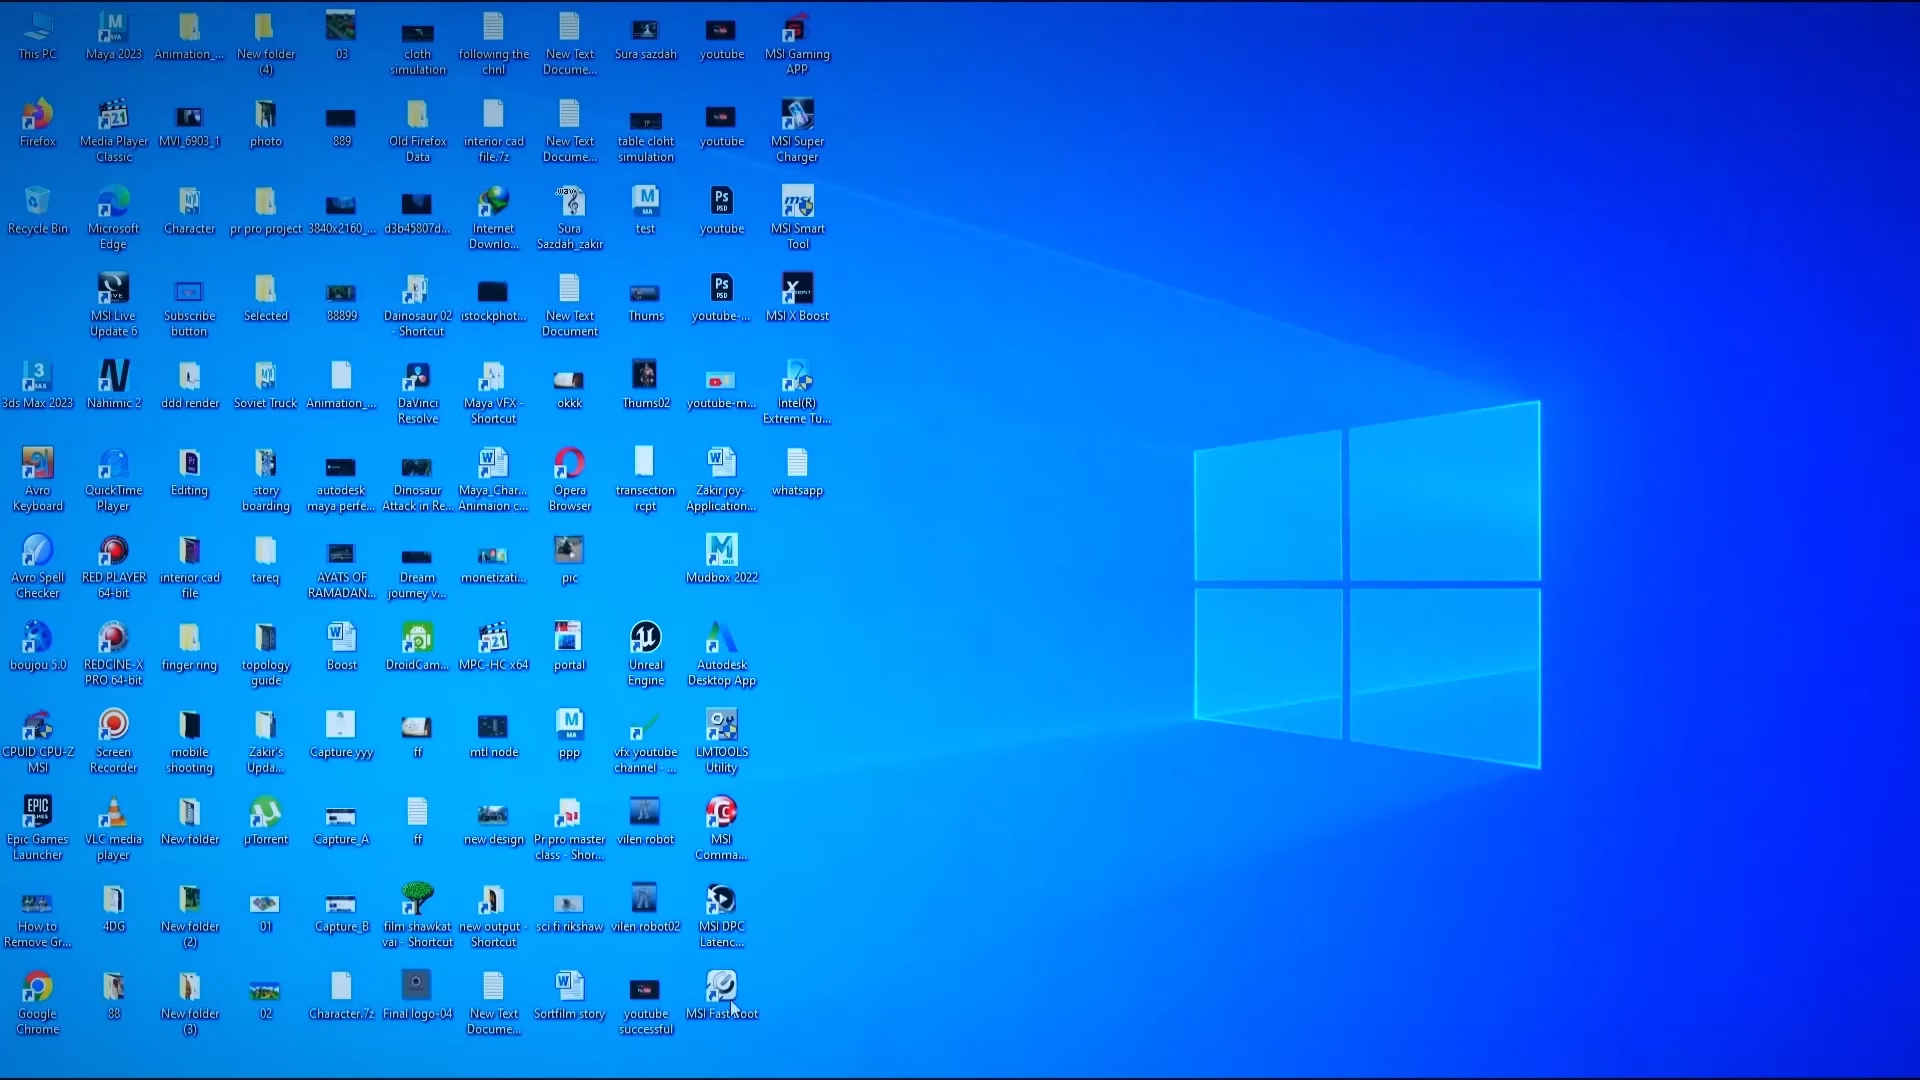 This PC
Maya 2023
Animation_...
New folder
(4)
03
cloth
simulation
following the
chnl
New Text
Docume...
Sura sazdah
youtube
MSI Gaming
APP
Firefox
Media Player
Classic
MVI_6903_1
photo
889
Old Firefox
Data
interior cad
file.7z
New Text
Docume...
table cloht
simulation
youtube
MSI Super
Charger
Recycle Bin
Microsoft
Edge
Character
pr pro project
3840x2160_...
d3b45807d...
Internet
Downlo...
Sura
Sazdah_zakir
test
youtube
MSI Smart
Tool
MSI Live
Update 6
Subscribe
button
Selected
88899
Dainosaur 02
- Shortcut
istockphot...
New Text
Document
Thums
youtube-...
MSI X Boost
3ds Max 2023
Nahimic 2
ddd render
Soviet Truck
Animation_...
DaVinci
Resolve
Maya VFX -
Shortcut
okkk
Thums02
youtube-m...
Intel(R)
Extreme Tu...
Avro
Keyboard
QuickTime
Player
Editing
story
boarding
autodesk
maya perfe...
Dinosaur
Attack in Re...
Maya_Char...
Animaion c...
Opera
Browser
transection
rcpt
Zakir joy-
Application...
whatsapp
Avro Spell
Checker
RED PLAYER
64-bit
interior cad
file
tareq
AYATS OF
RAMADAN...
Dream
journey v...
monetizati...
pic
Mudbox 2022
boujou 5.0
REDCINE-X
PRO 64-bit
finger ring
topology
guide
Boost
DroidCam...
MPC-HC x64
portal
Unreal
Engine
Autodesk
Desktop App
CPUID CPU-Z
MSI
Screen
Recorder
mobile
shooting
Zakir's
Upda...
Capture yyy
ff
mtl node
ppp
vfx youtube
channel - ...
LMTOOLS
Utility
Epic Games
Launcher
VLC media
player
New folder
µTorrent
Capture_A
ff
new design
Pr pro master
class - Shor...
vilen robot
MSI
Comma...
How to
Remove Gr...
4DG
New folder
(2)
01
Capture_B
film shawkat
vai - Shortcut
new output -
Shortcut
sci fi rikshaw
vilen robot02
MSI DPC
Latenc...
Google
Chrome
88
New folder
(3)
02
Character.7z
Final logo-04
New Text
Docume...
Sortfilm story
youtube
successful
MSI Fast Boot